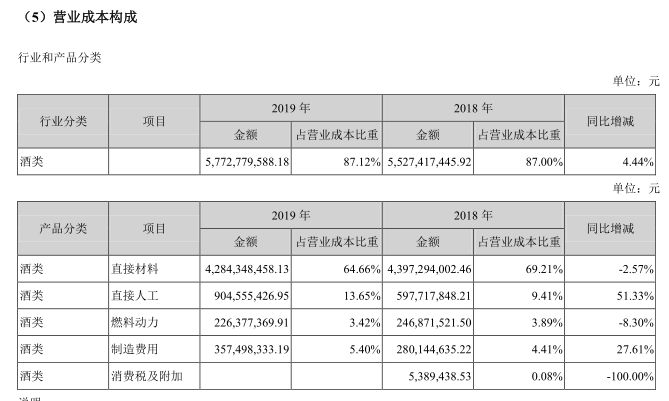 （5）营业成本构成
行业和产品分类
单位：元
行业分类 项目 2019 年 2018 年 同比增减
金额 占营业成本比重 金额 占营业成本比重
酒类 5,772,779,588.18 87.12% 5,527,417,445.92 87.00% 4.44%
单位：元
产品分类 项目 2019 年 2018 年 同比增减
金额 占营业成本比重 金额 占营业成本比重
酒类 直接材料 4,284,348,458.13 64.66% 4,397,294,002.46 69.21% -2.57%
酒类 直接人工 904,555,426.95 13.65% 597,717,848.21 9.41% 51.33%
酒类 燃料动力 226,377,369.91 3.42% 246,871,521.50 3.89% -8.30%
酒类 制造费用 357,498,333.19 5.40% 280,144,635.22 4.41% 27.61%
酒类 消费税及附加 5,389,438.53 0.08% -100.00%